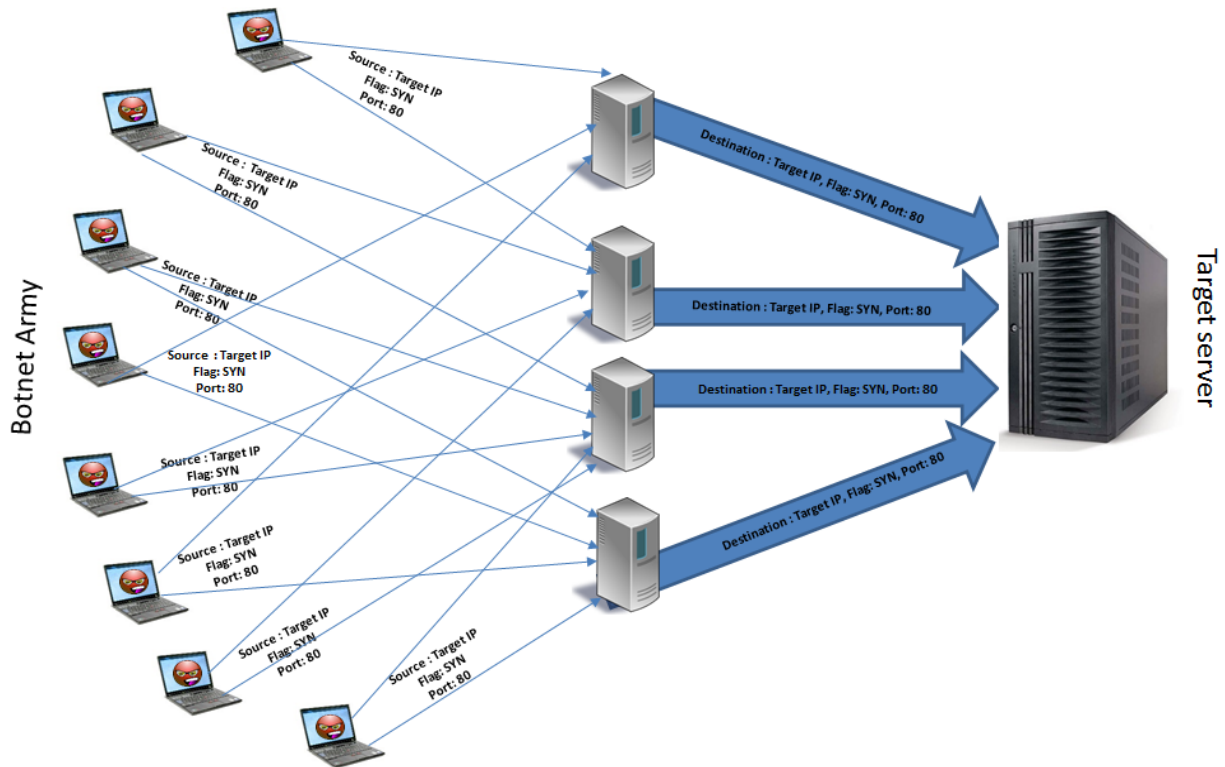 Source : Target IP
Flag: SYN
Port: 80
Source : Target IP
Flag: SYN
Port: 80
Source : Target IP
Flag: SYN
Port: 80
Source : Target IP
Flag: SYN
Port: 80
Source : Target IP
Flag: SYN
Port: 80
Source : Target IP
Flag: SYN
Port: 80
Source : Target IP
Flag: SYN
Port: 80
Source : Target IP
Flag: SYN
Port: 80
Botnet Army
Destination : Target IP, Flag: SYN, Port: 80
Destination : Target IP, Flag: SYN, Port: 80
Destination : Target IP, Flag: SYN, Port: 80
Destination : Target IP, Flag: SYN, Port: 80
Target server